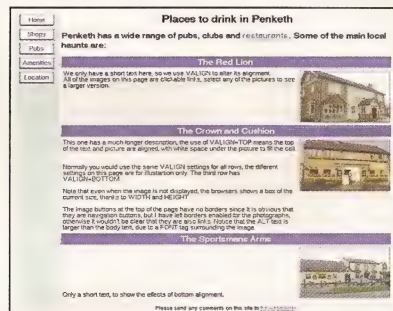 Home
Shops
Pubs
Amenities
Location
Places to drink in Penketh
Penketh has a wide range of pubs, clubs and restaurants. Some of the main local
haunts are:
The Red Lion
We only have a short text here, so we use VALIGN to alter its alignment.
All of the images on this page are clickable links, select any of the pictures to see
a larger version.
The Crown and Cushion
This one has a much longer description, the use of VALIGN=TOP means the top
of the text and picture are aligned, with white space under the picture to fill the cell.
Normally you would use the same VALIGN settings for all rows, the different
settings on this page are for illustration only. The third row has
VALIGN=BOTTOM
Note that even when the image is not displayed, the browsers shows a box of the
current size, thanks to WIDTH and HEIGHT
The image buttons at the top of the page have no borders since it is obvious that
they are navigation buttons, but I have left borders enabled for the photographs,
otherwise it wouldn't be clear that they are also links. Notice that the ALT text is
larger than the body text, due to a FONT tag surrounding the image.
The Sportsmans Arms
Only a short text, to show the effects of bottom alignment.
Please send any comments on this site to